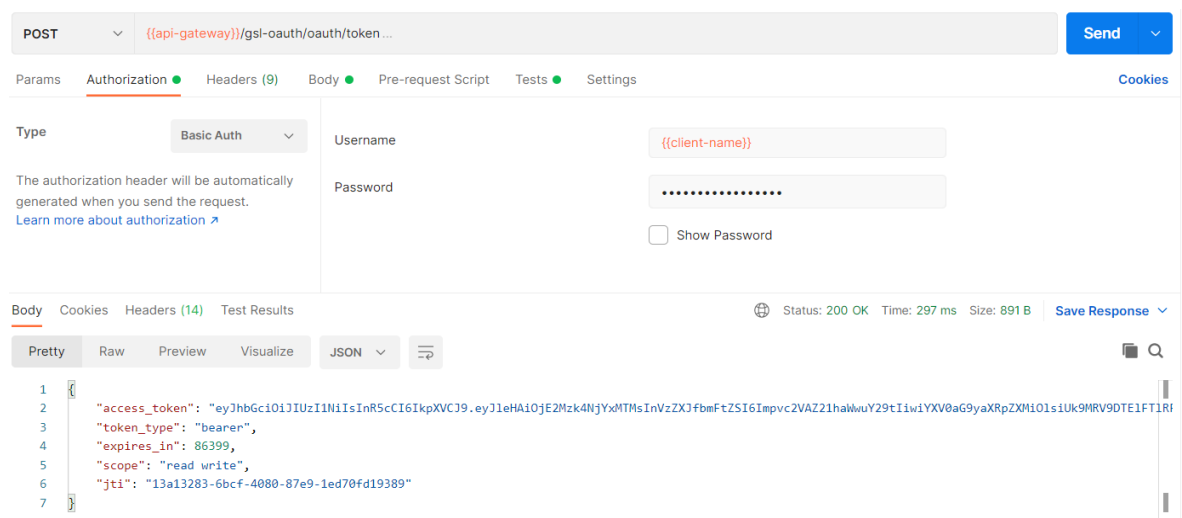 POST {{api-gateway}}/gsl-oauth/oauth/token... Send
Params Authorization Headers (9) Body Pre-request Script Tests Settings Cookies
Type Basic Auth
The authorization header will be automatically
generated when you send the request.
Learn more about authorization ↗
Username {{client-name}}
Password •••••••••••••••••
Show Password
Body Cookies Headers (14) Test Results Status: 200 OK Time: 297 ms Size: 891 B Save Response
Pretty Raw Preview Visualize JSON
1 {
2 "access_token": "eyJhbGciOiJIUzI1NiIsInR5cCI6IkpXVCJ9.eyJleHAiOjE2Mzk4NjYxMTMsInVzZXJfbmFtZSI6Impvc2VAZ21haWwuY29tIiwiYXV0aG9yaXRpZXMiOlsiUk9MRV9DTElFTlRF
3 "token_type": "bearer",
4 "expires_in": 86399,
5 "scope": "read write",
6 "jti": "13a13283-6bcf-4080-87e9-1ed70fd19389"
7 }